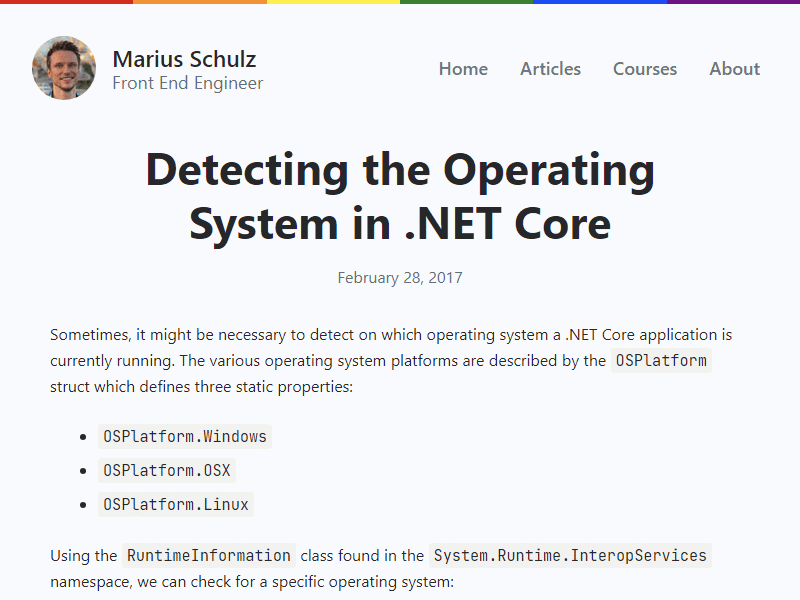 Marius Schulz
Front End Engineer
Home Articles Courses About
Detecting the Operating
System in .NET Core
February 28, 2017
Sometimes, it might be necessary to detect on which operating system a .NET Core application is
currently running. The various operating system platforms are described by the OSPlatform
struct which defines three static properties:
OSPlatform.Windows
OSPlatform.OSX
OSPlatform.Linux
Using the RuntimeInformation class found in the System.Runtime.InteropServices
namespace, we can check for a specific operating system: